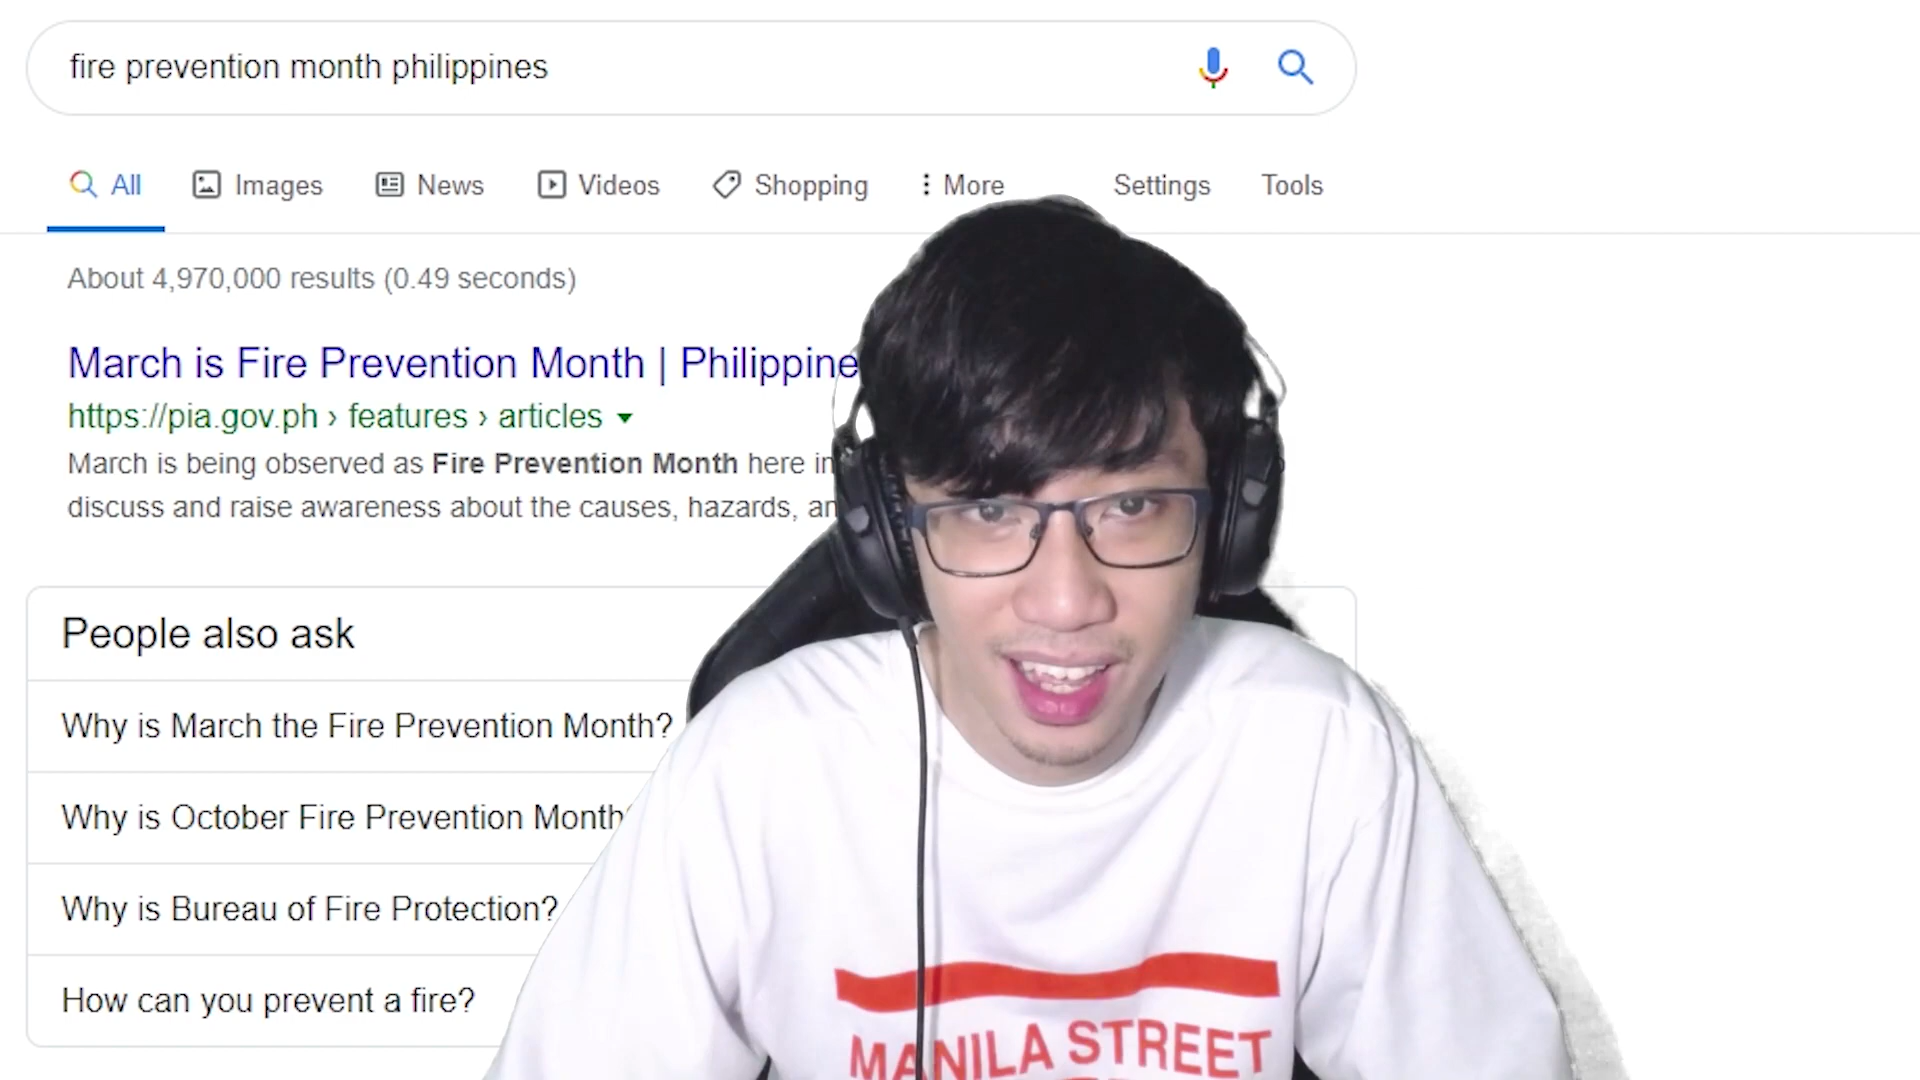 fire prevention month philippines
All Images News Videos Shopping More Settings Tools
About 4,970,000 results (0.49 seconds)
March is Fire Prevention Month | Philippine
https://pia.gov.ph › features › articles
March is being observed as Fire Prevention Month here in
discuss and raise awareness about the causes, hazards, an
People also ask
Why is March the Fire Prevention Month?
Why is October Fire Prevention Month?
Why is Bureau of Fire Protection?
How can you prevent a fire?
MANILA STREET